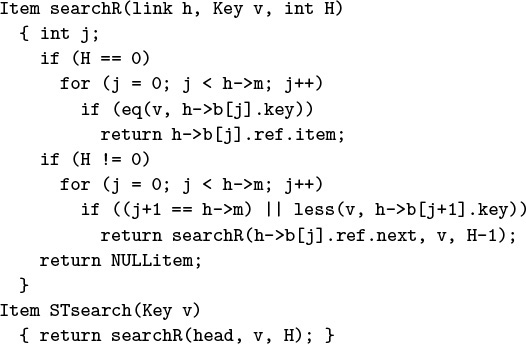 Item searchR(link h, Key v, int H)
  { int j;
    if (H == 0)
      for (j = 0; j < h->m; j++)
        if (eq(v, h->b[j].key))
          return h->b[j].ref.item;
    if (H != 0)
      for (j = 0; j < h->m; j++)
        if ((j+1 == h->m) || less(v, h->b[j+1].key))
          return searchR(h->b[j].ref.next, v, H-1);
    return NULLitem;
  }
Item STsearch(Key v)
  { return searchR(head, v, H); }